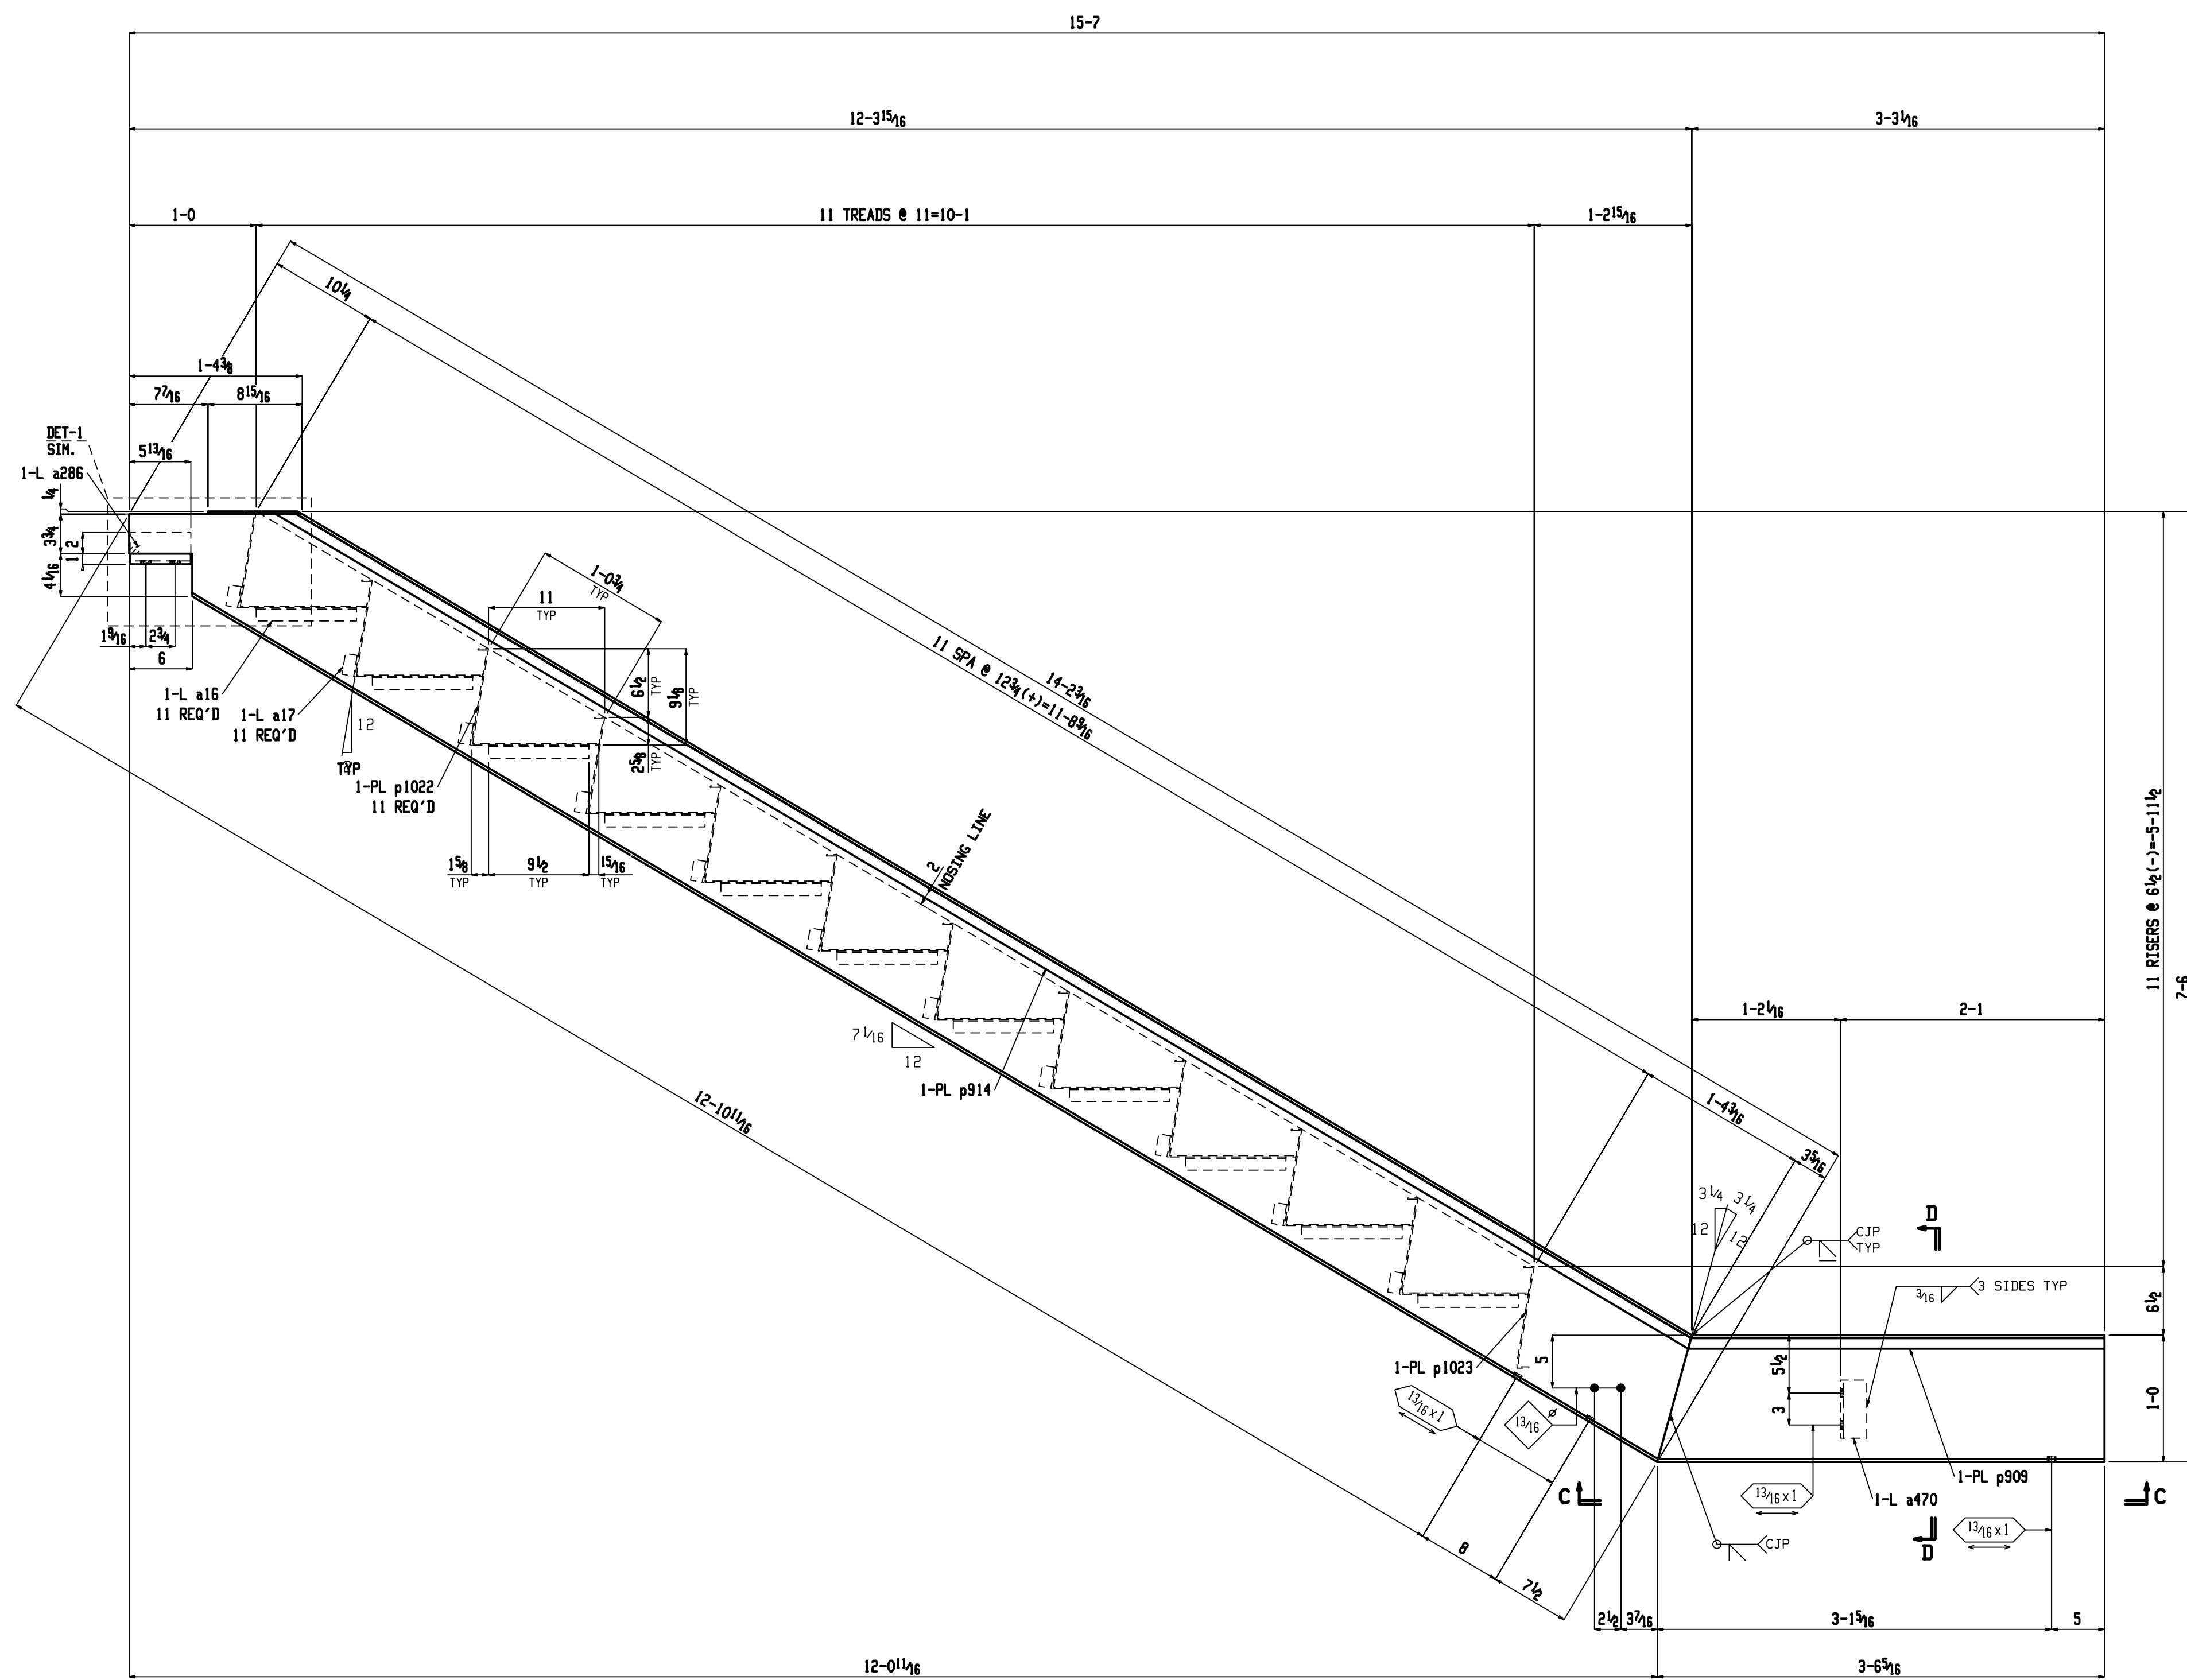 15-7
12-3 15/16
3-3 1/16
1-0
11 TREADS @ 11=10-1
1-2 15/16
10 1/4
1-4 3/8
7 7/16
8 15/16
DET-1
SIM.
5 13/16
1-L a286
1/4
3 3/4
2
1
4 1/16
1 9/16
2 3/4
6
1-L a16
11 REQ'D
1-L a17
11 REQ'D
12
2
TYP
1-PL p1022
11 REQ'D
1-0 3/4
TYP
11
TYP
6 1/2
TYP
9 1/8
TYP
2 5/8
TYP
1 5/8
TYP
9 1/2
TYP
15/16
TYP
14-2 3/16
11 SPA @ 12 3/4 (+)=11-8 9/16
2
NOSING LINE
7 1/16
12
1-PL p914
12-10 11/16
11 RISERS @ 6 1/2 (-)=-5-11 1/2
7-6
1-2 1/16
2-1
1-4 3/16
3 5/16
3 1/4
3 1/4
12
12
CJP
TYP
D
3/16
3 SIDES TYP
6 1/2
1-PL p1023
5
5 1/2
3
1-0
13/16 x 1
13/16
Ø
1-PL p909
1-L a470
C
C
13/16 x 1
13/16 x 1
D
CJP
8
7 1/2
2 1/2
3 7/16
3-1 5/16
5
12-0 11/16
3-6 5/16